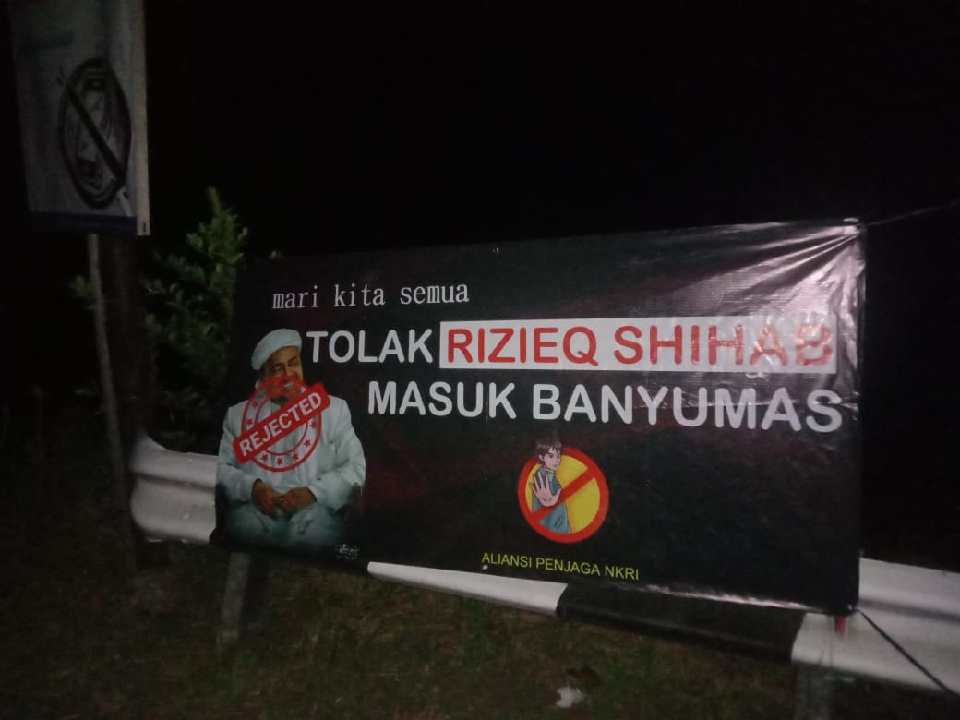 mari kita semua
TOLAK RIZIEQ SHIHAB
MASUK BANYUMAS
REJECTED
ALIANSI PENJAGA NKRI